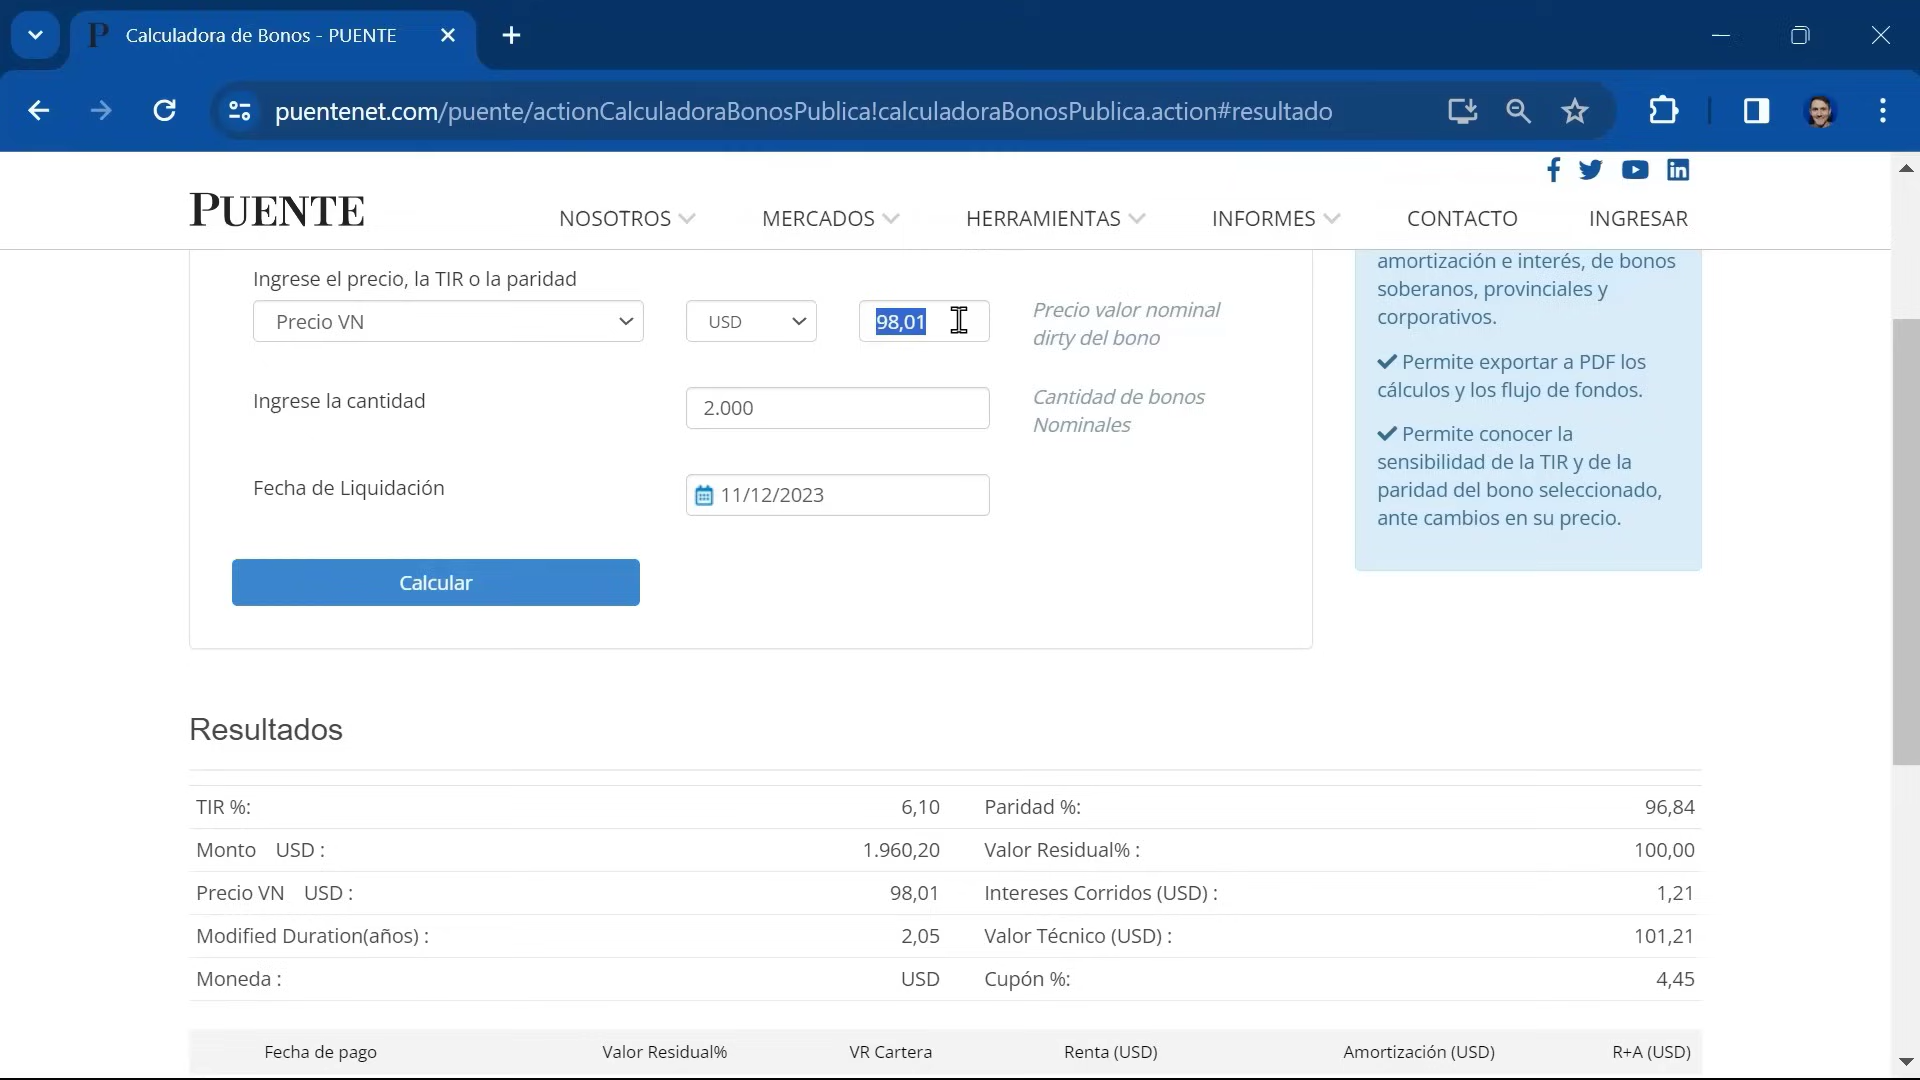 Calculadora de Bonos - PUENTE
puentenet.com/puente/actionCalculadoraBonosPublica!calculadoraBonosPublica.action#resultado
PUENTE
NOSOTROS MERCADOS HERRAMIENTAS INFORMES CONTACTO INGRESAR
Ingrese el precio, la TIR o la paridad
Precio VN USD 98,01
Precio valor nominal
dirty del bono
Ingrese la cantidad
2.000
Cantidad de bonos
Nominales
Fecha de Liquidación
11/12/2023
Calcular
amortización e interés, de bonos
soberanos, provinciales y
corporativos.
Permite exportar a PDF los
cálculos y los flujo de fondos.
Permite conocer la
sensibilidad de la TIR y de la
paridad del bono seleccionado,
ante cambios en su precio.
Resultados
TIR %: 6,10 Paridad %: 96,84
Monto USD : 1.960,20 Valor Residual% : 100,00
Precio VN USD : 98,01 Intereses Corridos (USD) : 1,21
Modified Duration(años) : 2,05 Valor Técnico (USD) : 101,21
Moneda : USD Cupón %: 4,45
Fecha de pago Valor Residual% VR Cartera Renta (USD) Amortización (USD) R+A (USD)